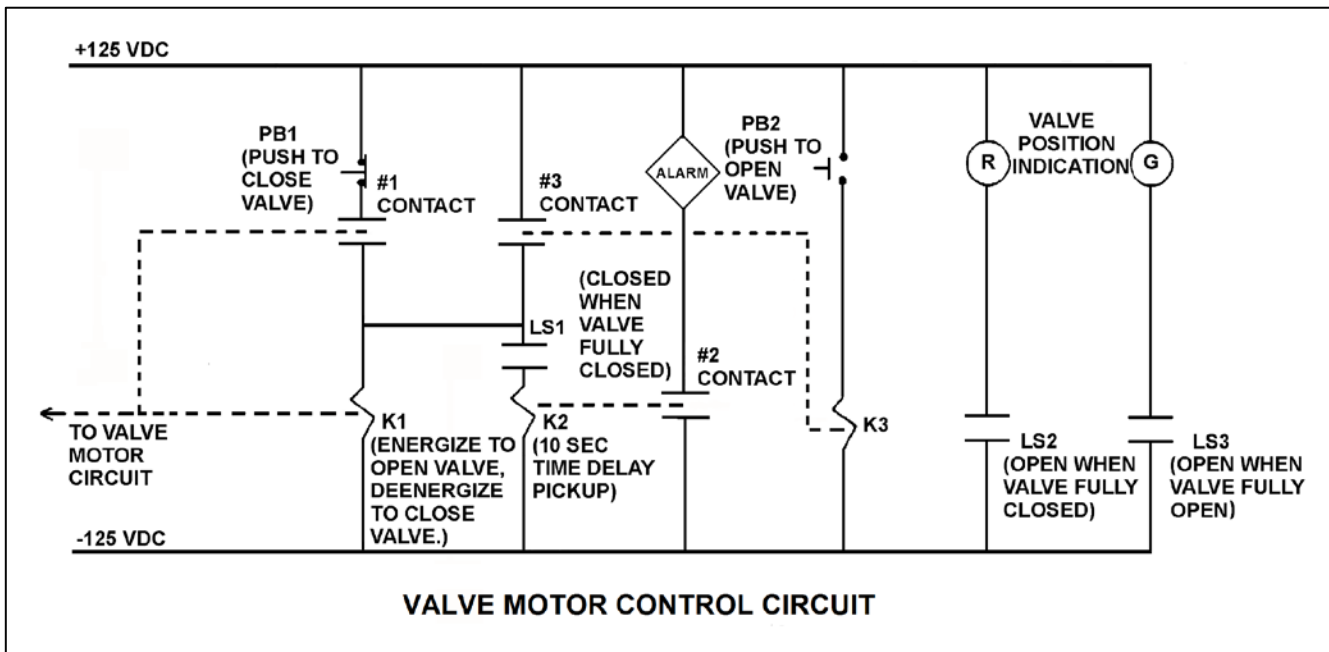 +125 VDC
PB1
(PUSH TO
CLOSE
VALVE)
#1
CONTACT
#3
CONTACT
ALARM
PB2
(PUSH TO
OPEN
VALVE)
R
VALVE
POSITION
INDICATION
G
(CLOSED
WHEN
VALVE
FULLY
CLOSED)
LS1
#2
CONTACT
TO VALVE
MOTOR
CIRCUIT
K1
(ENERGIZE TO
OPEN VALVE,
DEENERGIZE
TO CLOSE
VALVE.)
K2
(10 SEC
TIME DELAY
PICKUP)
K3
LS2
(OPEN WHEN
VALVE FULLY
CLOSED)
LS3
(OPEN WHEN
VALVE FULLY
OPEN)
-125 VDC
VALVE MOTOR CONTROL CIRCUIT